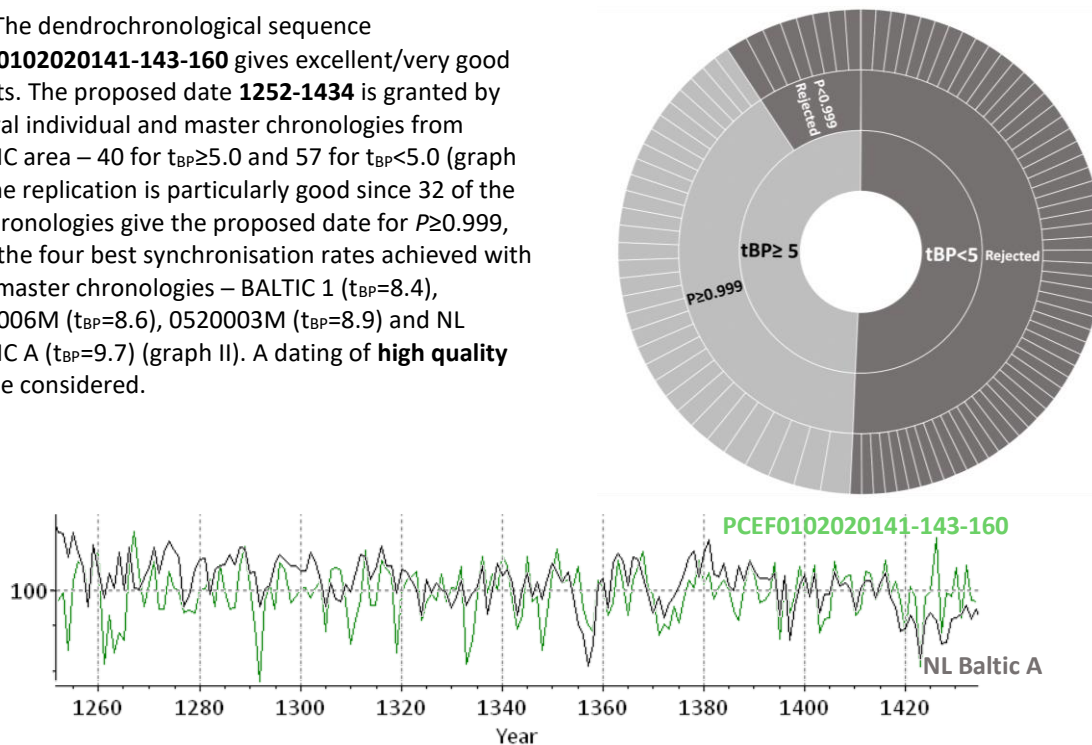 The dendrochronological sequence
0102020141-143-160 gives excellent/very good
ts. The proposed date 1252-1434 is granted by
ral individual and master chronologies from
IC area – 40 for tBP≥5.0 and 57 for tBP<5.0 (graph
ne replication is particularly good since 32 of the
ronologies give the proposed date for P≥0.999,
the four best synchronisation rates achieved with
master chronologies – BALTIC 1 (tBP=8.4),
006M (tBP=8.6), 0520003M (tBP=8.9) and NL
IC A (tBP=9.7) (graph II). A dating of high quality
e considered.
P<0.999
Rejected
tBP≥ 5
tBP<5
Rejected
P≥0.999
PCEF0102020141-143-160
100
NL Baltic A
1260 1280 1300 1320 1340 1360 1380 1400 1420
Year